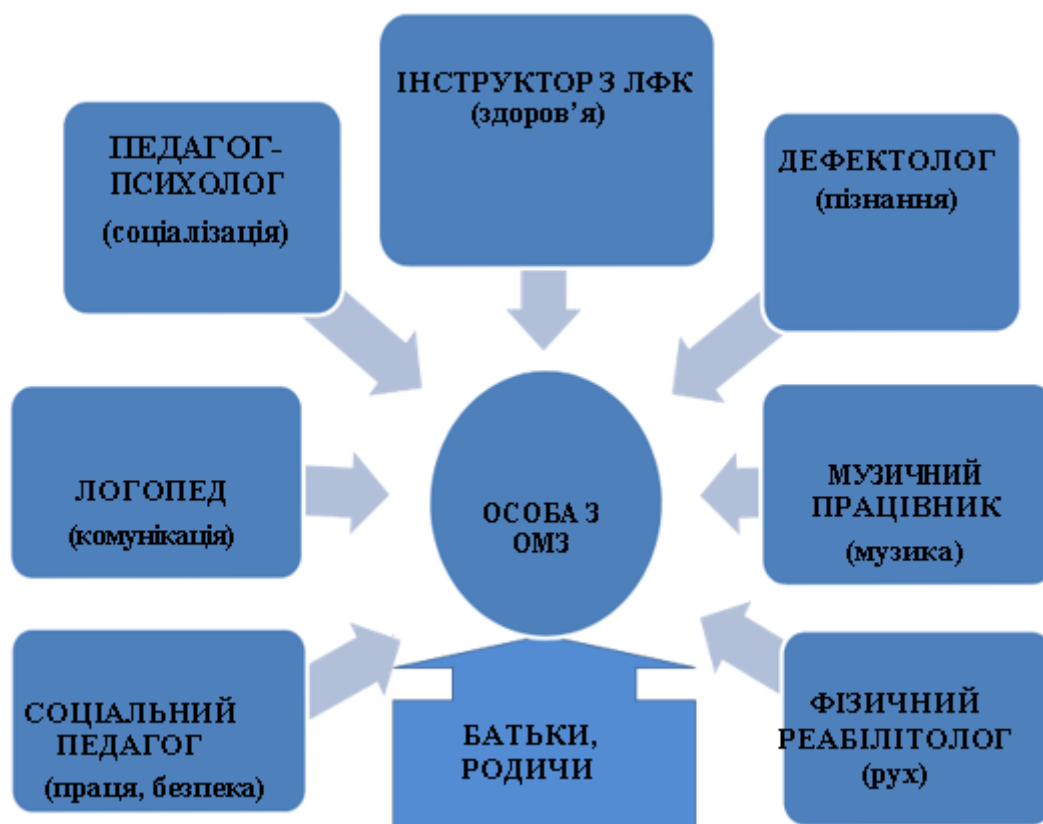 ІНСТРУКТОР З ЛФК
(здоров’я)
ПЕДАГОГ-
ПСИХОЛОГ
(соціалізація)
ДЕФЕКТОЛОГ
(пізнання)
ЛОГОПЕД
(комунікація)
ОСОБА З
ОМЗ
МУЗИЧНИЙ
ПРАЦІВНИК
(музика)
СОЦІАЛЬНИЙ
ПЕДАГОГ
(праця, безпека)
БАТЬКИ,
РОДИЧИ
ФІЗИЧНИЙ
РЕАБІЛІТОЛОГ
(рух)